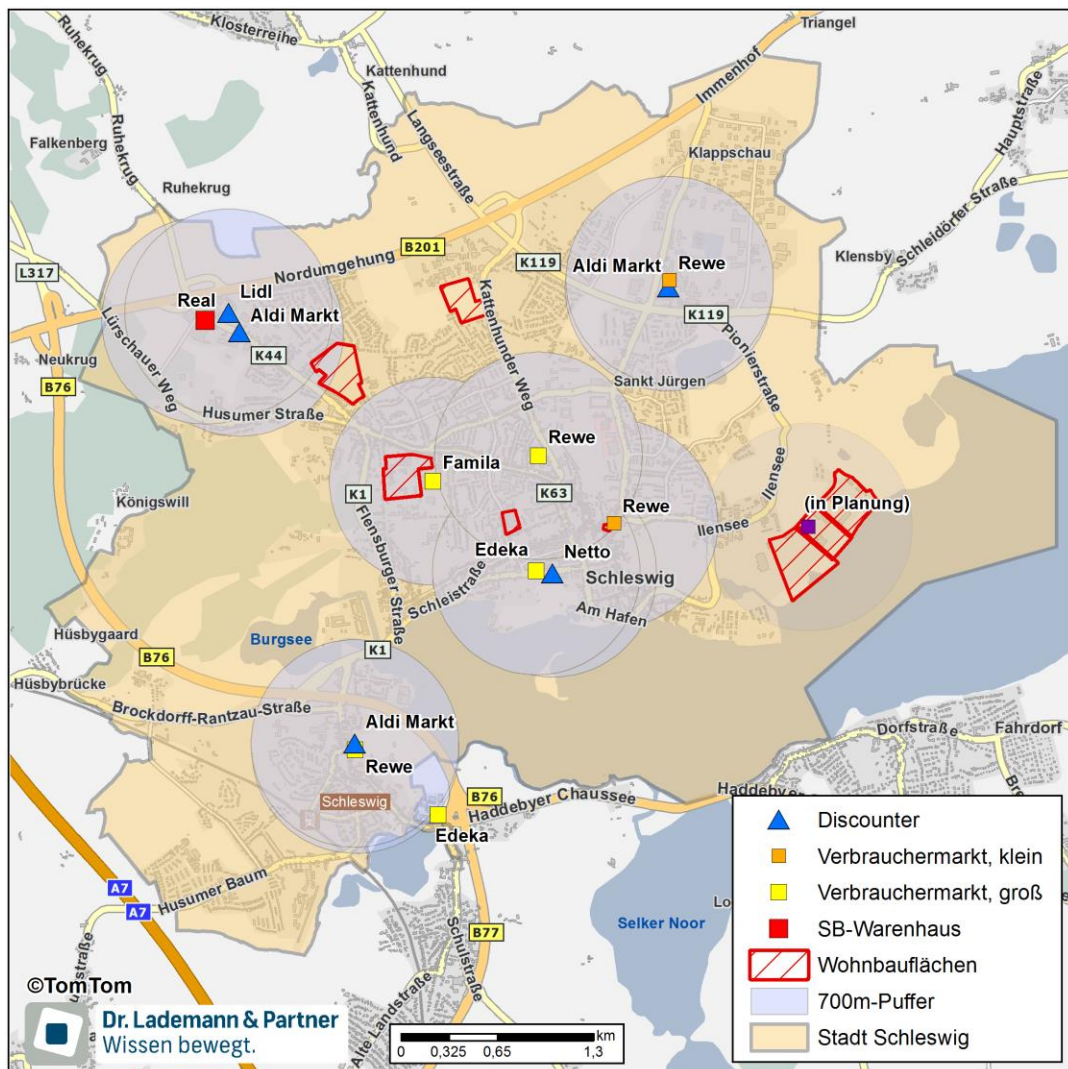 Klosterreihe
Triangel
Ruhekrug
Kattenhund
Immenhof
Hauptstraße
Langseestraße
Kattenhund
Falkenberg
Ruhekrug
Klappschau
Schleidörfer Straße
Ruhekrug
B201
Klensby
Nordumgehung
K119
Aldi Markt
Rewe
L317
Lidl
Real
Aldi Markt
Kattenhunder Weg
K119
Pionierstraße
Lürschauer Weg
K44
Neukrug
B76
Sankt Jürgen
Husumer Straße
Rewe
Famila
Ilensee
Königswill
K1
K63
(in Planung)
Rewe
Ilensee
Flensburger Straße
Edeka
Netto
Schleswig
Schleistraße
Am Hafen
Hüsbygaard
Burgsee
K1
B76
Hüsbybrücke
Brockdorff-Rantzau-Straße
Aldi Markt
Dorfstraße
Fahrdorf
Rewe
Schleswig
B76
Haddebyer Chaussee
Edeka
A7
Husumer Baum
A7
B77
Selker Noor
Schulstraße
Alte Landstraße
Discounter
Verbrauchermarkt, klein
Verbrauchermarkt, groß
SB-Warenhaus
Wohnbauflächen
700m-Puffer
Stadt Schleswig
©TomTom
Dr. Lademann & Partner
Wissen bewegt.
km
0 0,325 0,65 1,3